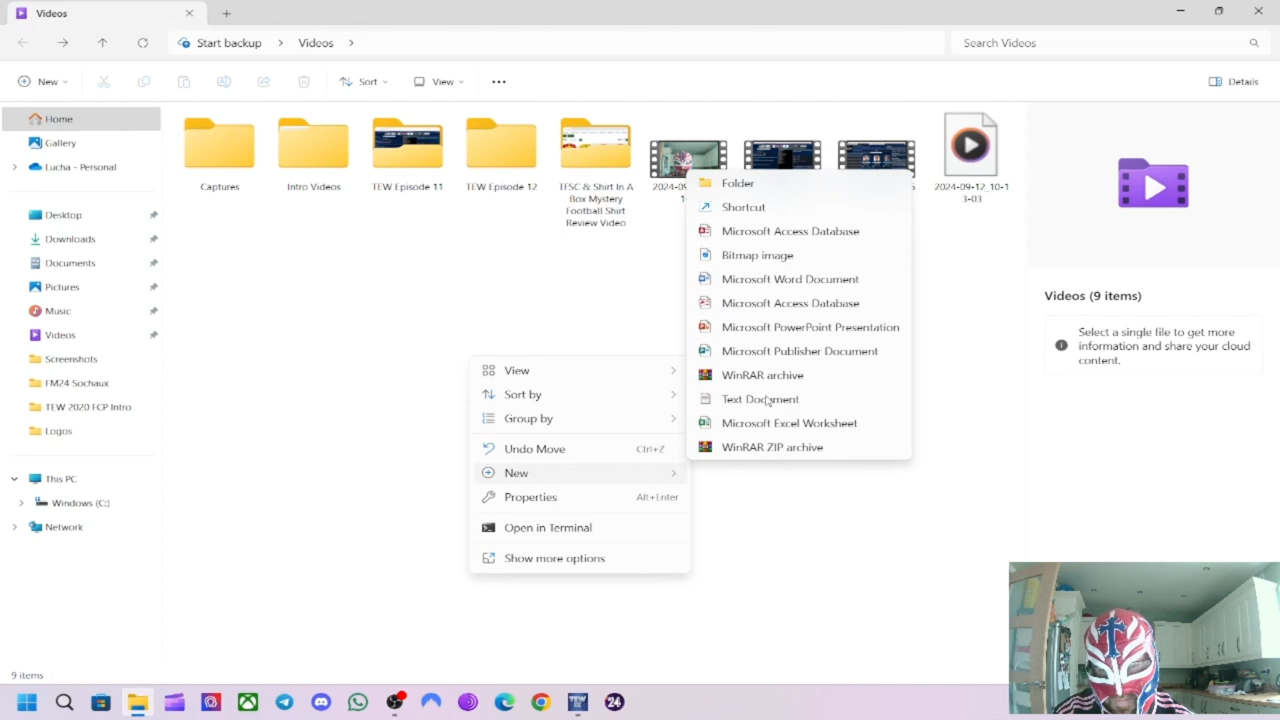 Videos
Start backup
Videos
Search Videos
New
Sort
View
Details
Home
Gallery
Lucha - Personal
Desktop
Downloads
Documents
Pictures
Music
Videos
Screenshots
FM24 Sochaux
TEW 2020 FCP Intro
Logos
This PC
Windows (C:)
Network
Captures
Intro Videos
TEW Episode 11
TEW Episode 12
TFSC & Shirt In A
Box Mystery
Football Shirt
Review Video
2024-09-12_10-1
3-03
Folder
Shortcut
Microsoft Access Database
Bitmap image
Microsoft Word Document
Microsoft Access Database
Microsoft PowerPoint Presentation
Microsoft Publisher Document
WinRAR archive
Text Document
Microsoft Excel Worksheet
WinRAR ZIP archive
View
Sort by
Group by
Undo Move Ctrl+Z
New
Properties Alt+Enter
Open in Terminal
Show more options
Videos (9 items)
Select a single file to get more
information and share your cloud
content.
9 items
TEW
24